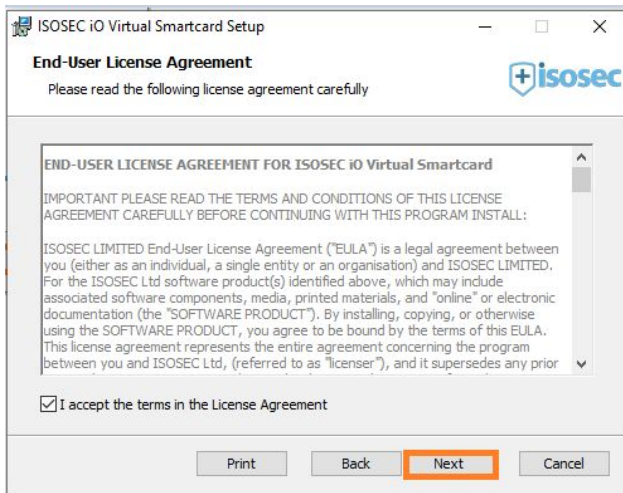 ISOSEC iO Virtual Smartcard Setup
End-User License Agreement
Please read the following license agreement carefully
isosec
END-USER LICENSE AGREEMENT FOR ISOSEC iO Virtual Smartcard
IMPORTANT PLEASE READ THE TERMS AND CONDITIONS OF THIS LICENSE
AGREEMENT CAREFULLY BEFORE CONTINUING WITH THIS PROGRAM INSTALL:
ISOSEC LIMITED End-User License Agreement ("EULA") is a legal agreement between
you (either as an individual, a single entity or an organisation) and ISOSEC LIMITED.
For the ISOSEC Ltd software product(s) identified above, which may include
associated software components, media, printed materials, and "online" or electronic
documentation (the "SOFTWARE PRODUCT"). By installing, copying, or otherwise
using the SOFTWARE PRODUCT, you agree to be bound by the terms of this EULA.
This license agreement represents the entire agreement concerning the program
between you and ISOSEC Ltd, (referred to as "licenser"), and it supersedes any prior
I accept the terms in the License Agreement
Print Back Next Cancel